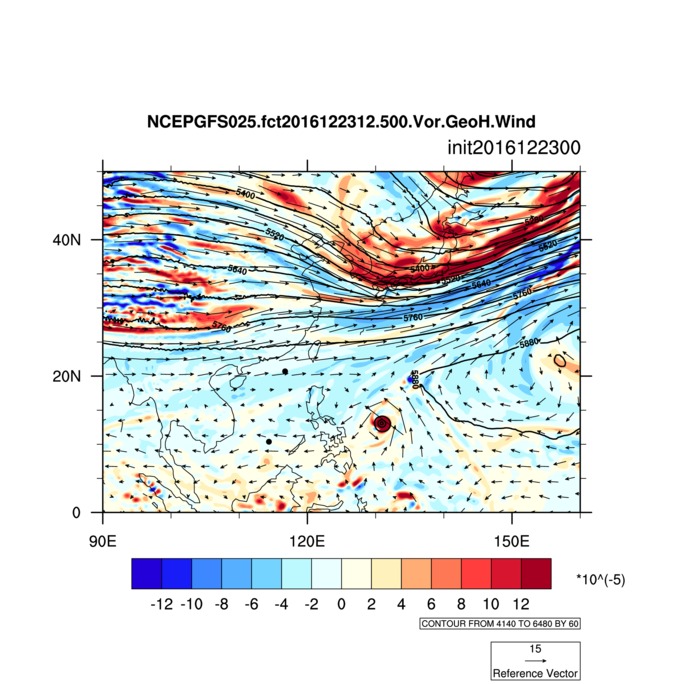 NCEPGFS025.fct2016122312.500.Vor.GeoH.Wind
init2016122300
5400
5520
5640
5760
5400
5520
5640
5760
5520
5760
5880
5880
40N
20N
0
90E 120E 150E
-12 -10 -8 -6 -4 -2 0 2 4 6 8 10 12
*10^(-5)
CONTOUR FROM 4140 TO 6480 BY 60
15
Reference Vector